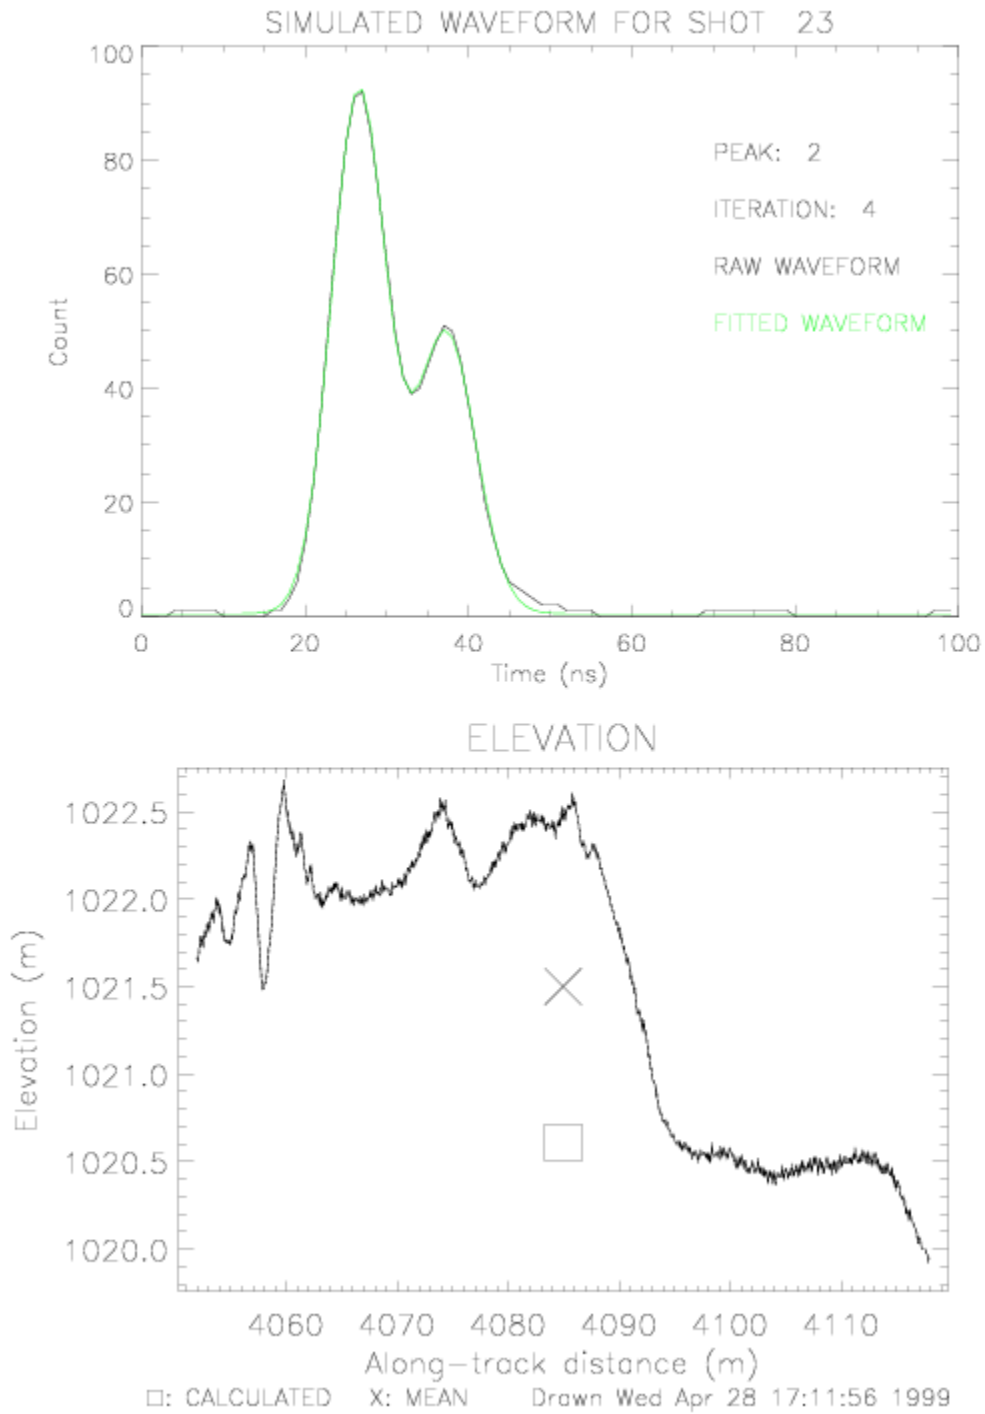 SIMULATED WAVEFORM FOR SHOT 23
100
80
60
40
20
0
Count
PEAK: 2
ITERATION: 4
RAW WAVEFORM
FITTED WAVEFORM
0 20 40 60 80 100
Time (ns)
ELEVATION
1022.5
1022.0
1021.5
1021.0
1020.5
1020.0
Elevation (m)
4060 4070 4080 4090 4100 4110
Along-track distance (m)
□: CALCULATED X: MEAN Drawn Wed Apr 28 17:11:56 1999